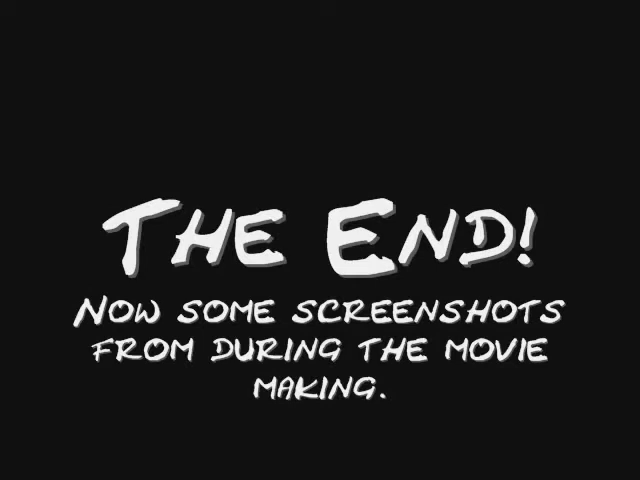 The End!
Now some screenshots
from during the movie
making.